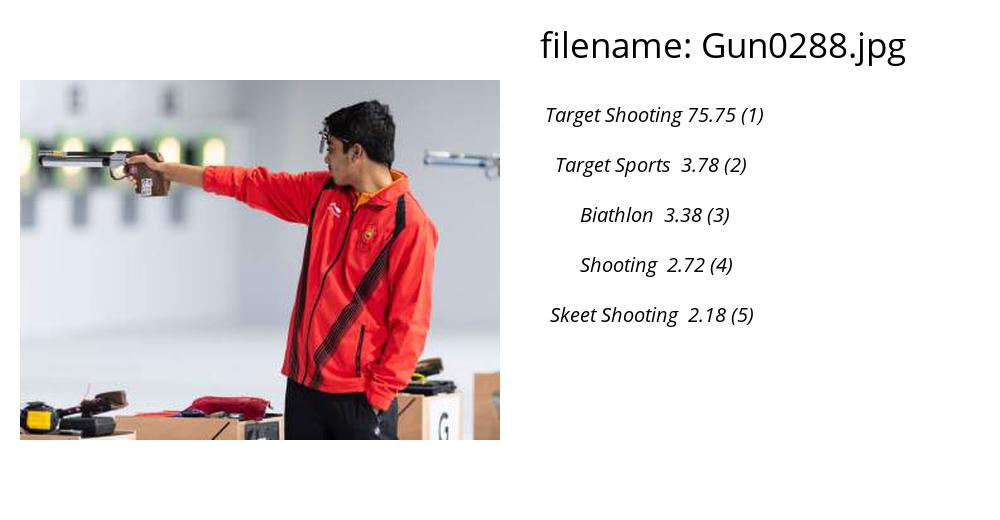 filename: Gun0288.jpg
Target Shooting 75.75 (1)
Target Sports 3.78 (2)
Biathlon 3.38 (3)
Shooting 2.72 (4)
Skeet Shooting 2.18 (5)
G